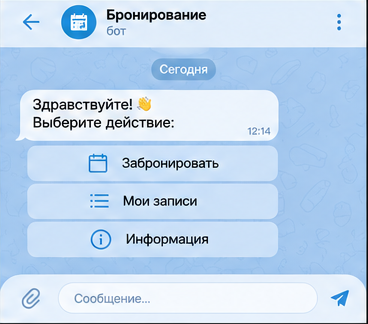 Бронирование
бот
Сегодня
Здравствуйте! 👋
Выберите действие:
12:14
Забронировать
Мои записи
Информация
Сообщение...